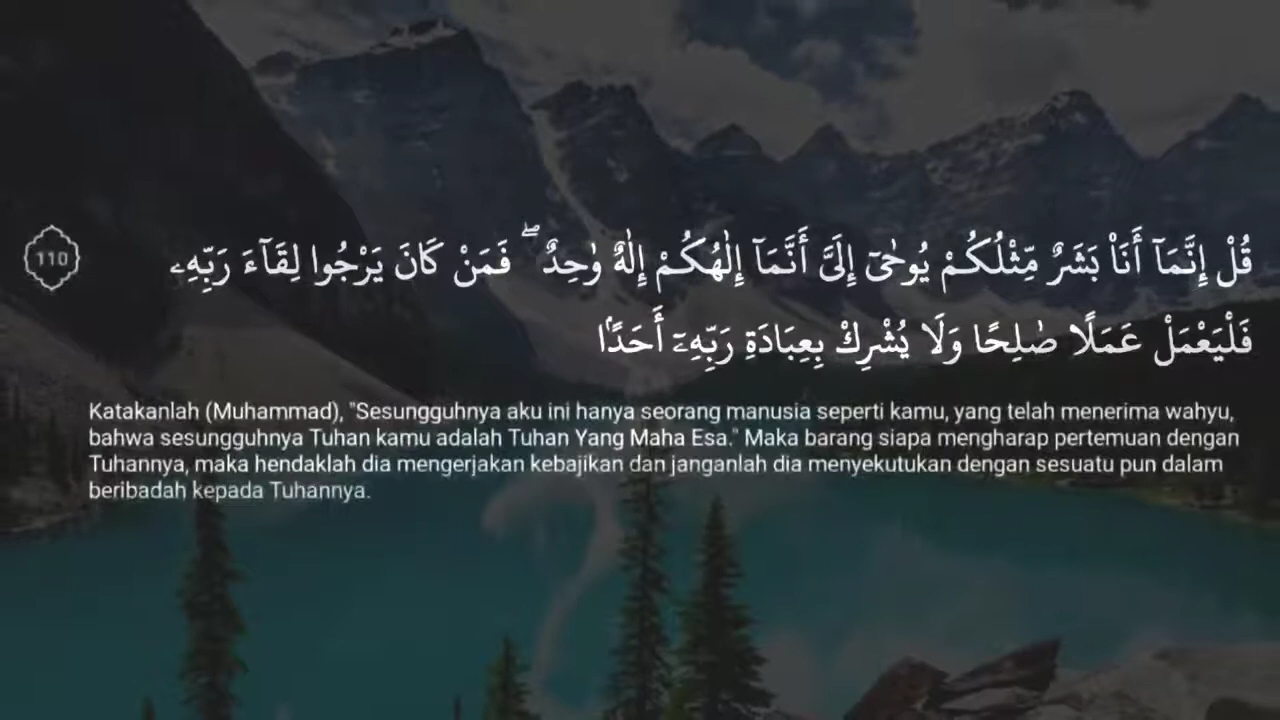 قُلْ إِنَّمَآ أَنَا۠ بَشَرٌ مِّثْلُكُمْ يُوحَىٰٓ إِلَىَّ أَنَّمَآ إِلَٰهُكُمْ إِلَٰهٌ وَٰحِدٌ ۖ فَمَنْ كَانَ يَرْجُوا لِقَآءَ رَبِّهِۦ
110
فَلْيَعْمَلْ عَمَلًا صَٰلِحًا وَلَا يُشْرِكْ بِعِبَادَةِ رَبِّهِۦٓ أَحَدًۢا
Katakanlah (Muhammad), "Sesungguhnya aku ini hanya seorang manusia seperti kamu, yang telah menerima wahyu,
bahwa sesungguhnya Tuhan kamu adalah Tuhan Yang Maha Esa." Maka barang siapa mengharap pertemuan dengan
Tuhannya, maka hendaklah dia mengerjakan kebajikan dan janganlah dia menyekutukan dengan sesuatu pun dalam
beribadah kepada Tuhannya.